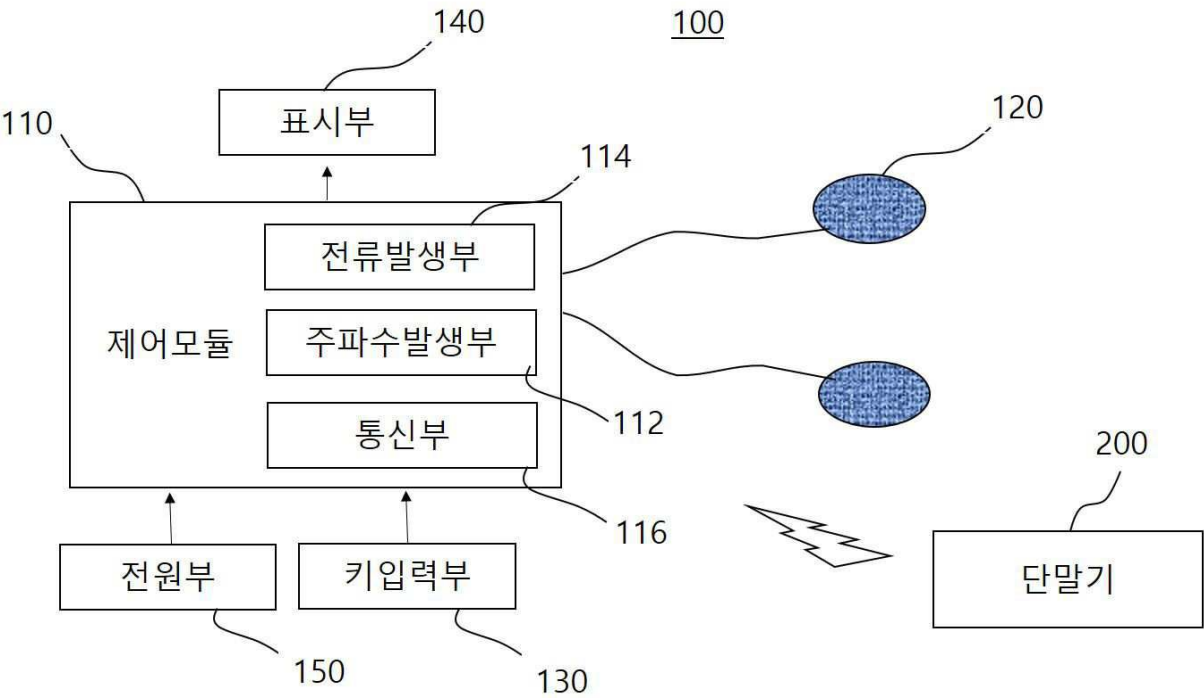 100
140
표시부
110
120
114
전류발생부
제어모듈
주파수발생부
112
통신부
200
116
전원부
키입력부
단말기
150
130